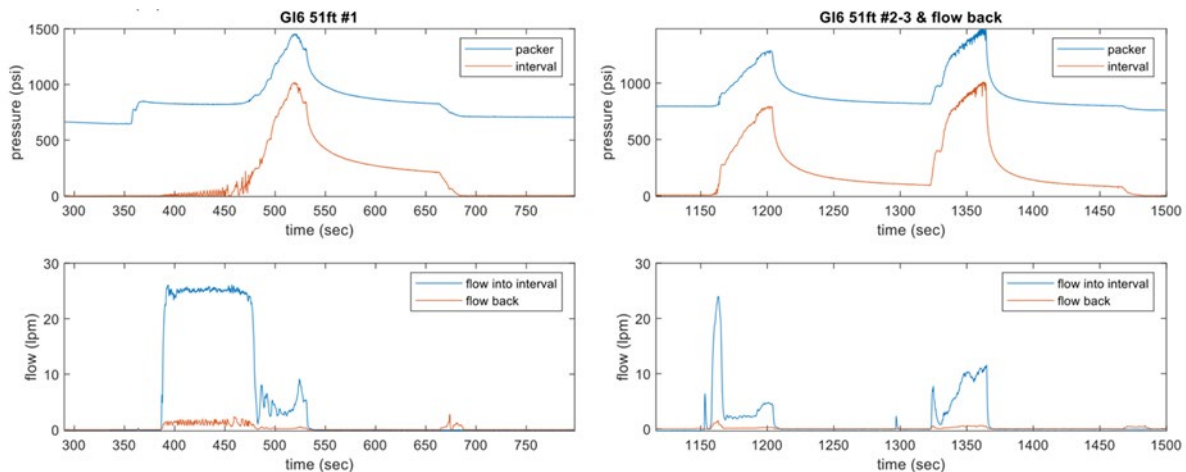 GI6 51ft #1
1500
1000
500
0
pressure (psi)
packer
interval
300 350 400 450 500 550 600 650 700 750
time (sec)
GI6 51ft #2-3 & flow back
1000
500
0
pressure (psi)
packer
interval
1150 1200 1250 1300 1350 1400 1450 1500
time (sec)
30
20
10
0
flow (lpm)
flow into interval
flow back
300 350 400 450 500 550 600 650 700 750
time (sec)
30
20
10
0
flow (lpm)
flow into interval
flow back
1150 1200 1250 1300 1350 1400 1450 1500
time (sec)